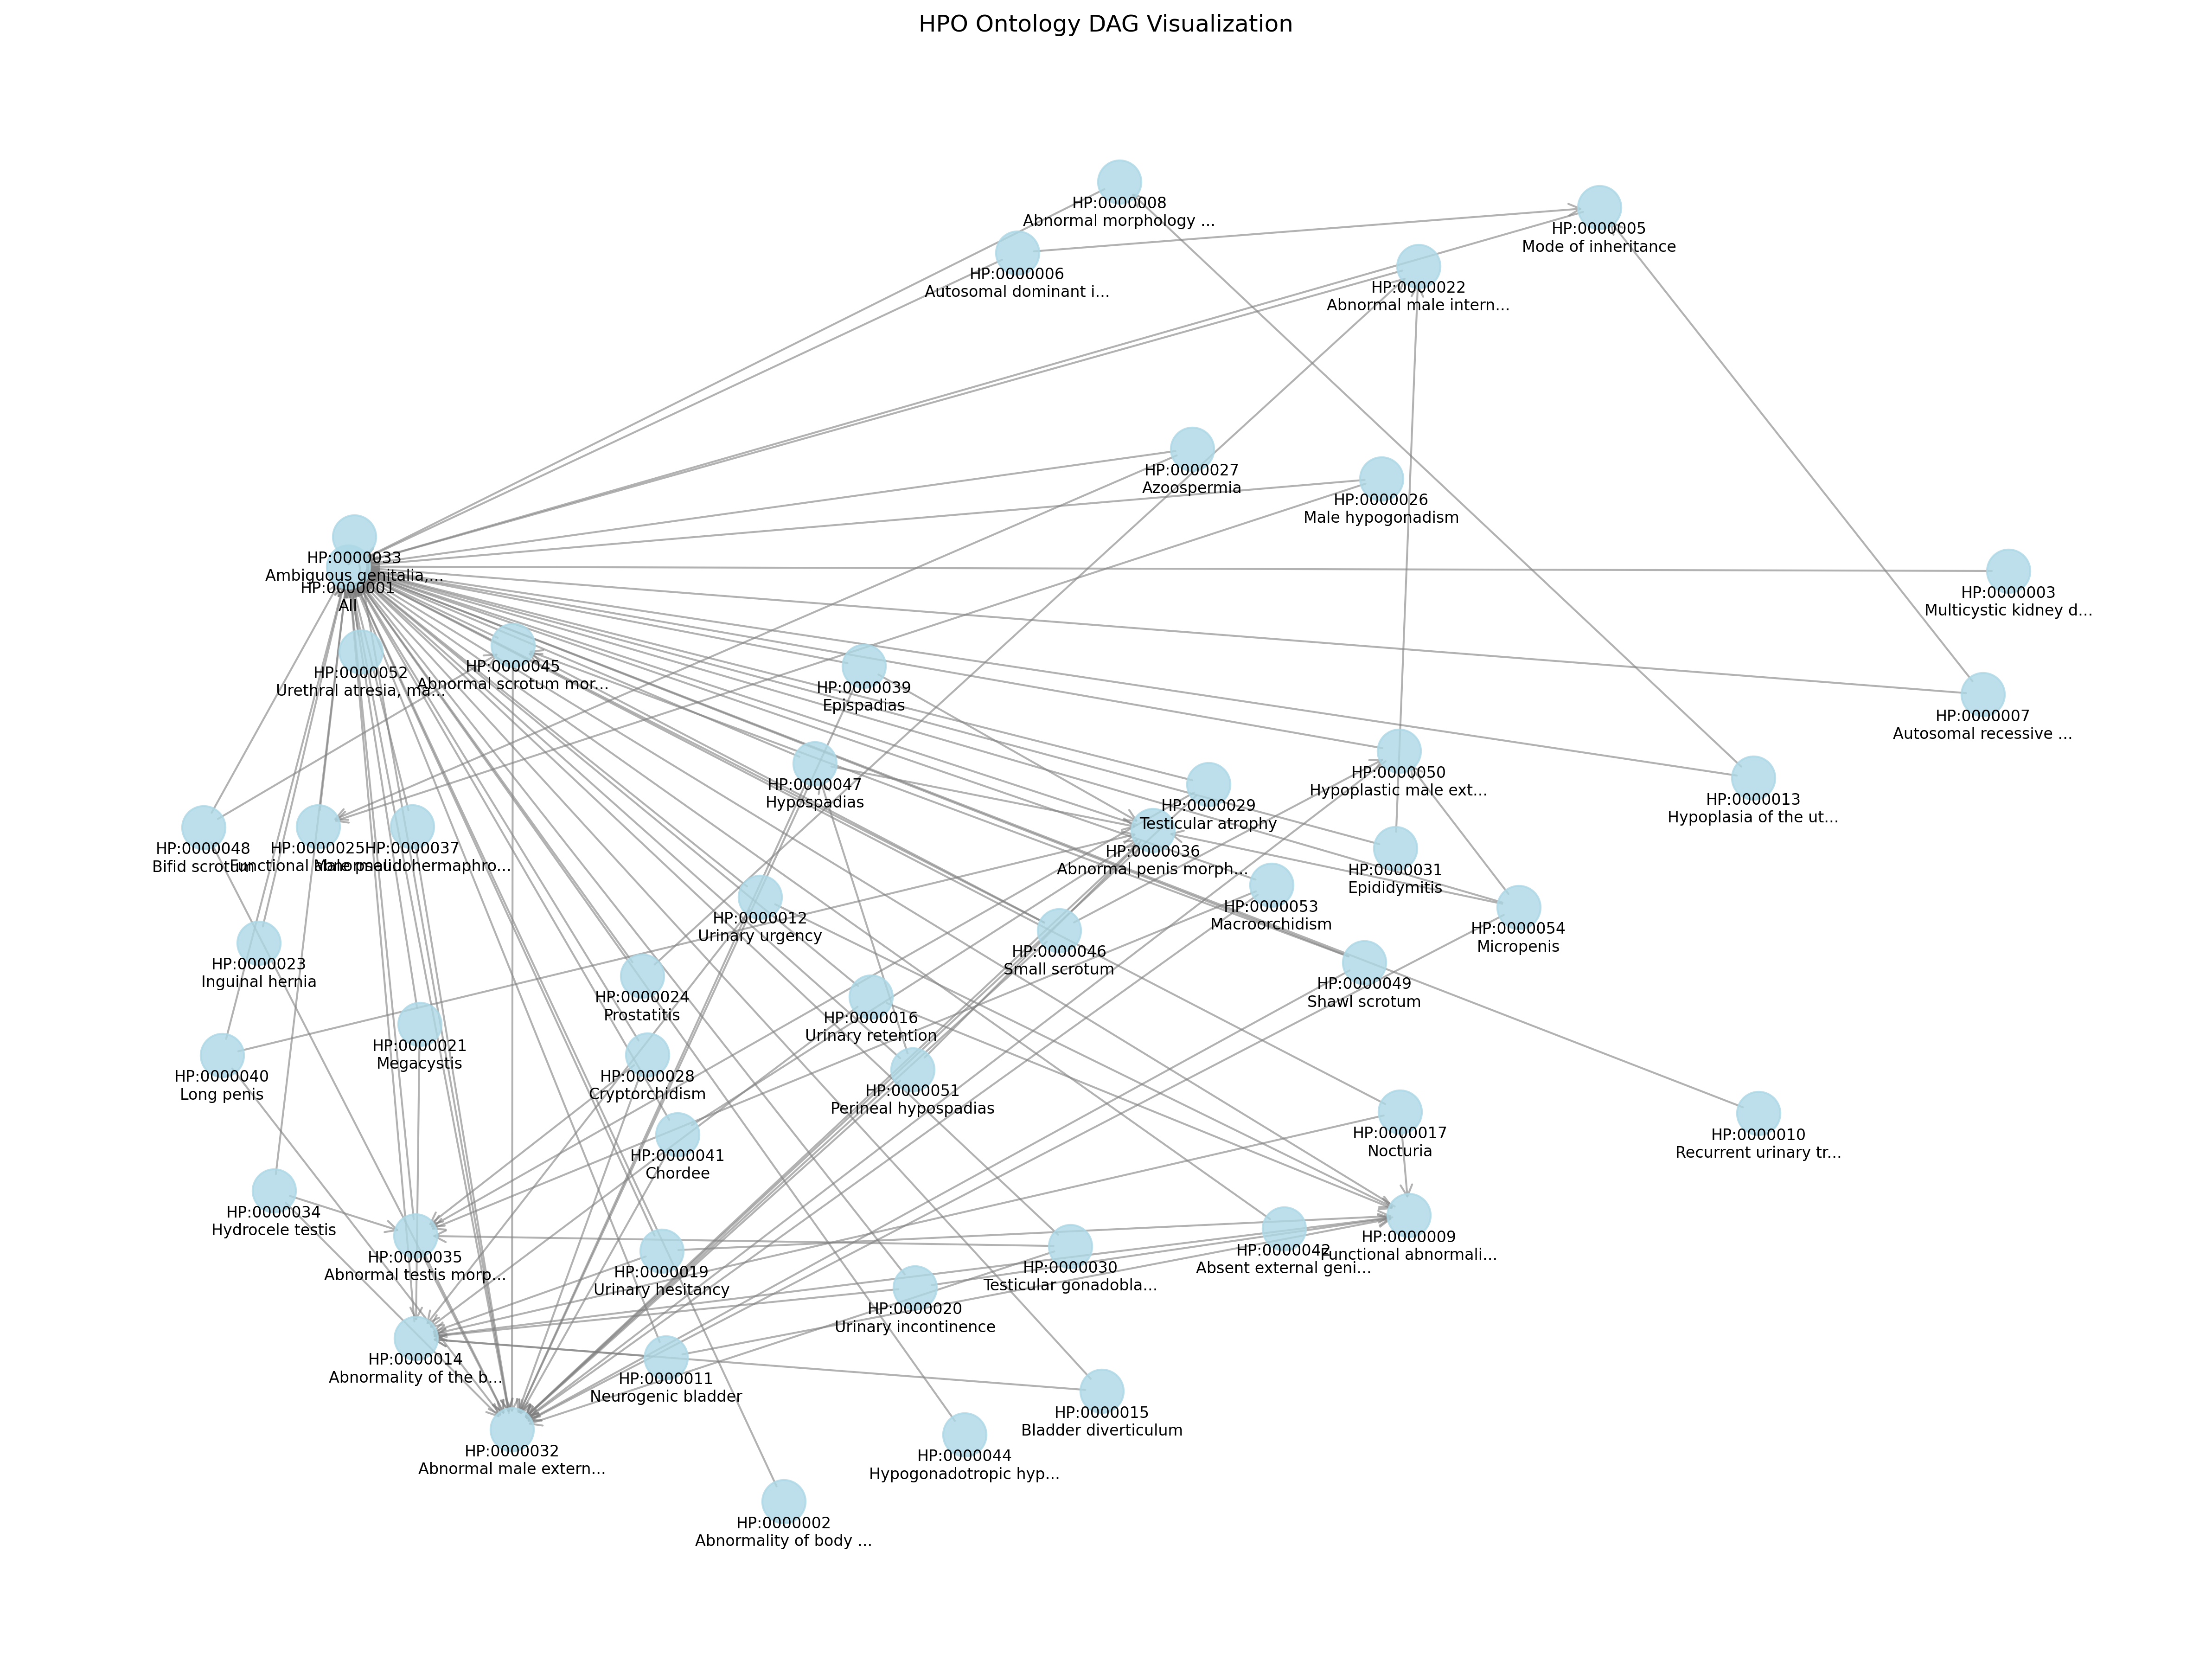 HPO Ontology DAG Visualization
HP:0000008
Abnormal morphology ...
HP:0000005
Mode of inheritance
HP:0000006
Autosomal dominant i...
HP:0000022
Abnormal male intern...
HP:0000027
Azoospermia
HP:0000026
Male hypogonadism
HP:0000033
Ambiguous genitalia,...
HP:0000001
All
HP:0000003
Multicystic kidney d...
HP:0000052
Urethral atresia, ma...
HP:0000045
Abnormal scrotum mor...
HP:0000039
Epispadias
HP:0000007
Autosomal recessive ...
HP:0000047
Hypospadias
HP:0000050
Hypoplastic male ext...
HP:0000029
Testicular atrophy
HP:0000013
Hypoplasia of the ut...
HP:0000048
Bifid scrotum
HP:0000025
Functional abnormali...
HP:0000037
Male pseudohermaphro...
HP:0000036
Abnormal penis morph...
HP:0000031
Epididymitis
HP:0000053
Macroorchidism
HP:0000012
Urinary urgency
HP:0000054
Micropenis
HP:0000046
Small scrotum
HP:0000023
Inguinal hernia
HP:0000049
Shawl scrotum
HP:0000024
Prostatitis
HP:0000016
Urinary retention
HP:0000021
Megacystis
HP:0000040
Long penis
HP:0000028
Cryptorchidism
HP:0000051
Perineal hypospadias
HP:0000017
Nocturia
HP:0000010
Recurrent urinary tr...
HP:0000041
Chordee
HP:0000034
Hydrocele testis
HP:0000009
Functional abnormali...
HP:0000042
Absent external geni...
HP:0000035
Abnormal testis morp...
HP:0000030
Testicular gonadobla...
HP:0000019
Urinary hesitancy
HP:0000020
Urinary incontinence
HP:0000014
Abnormality of the b...
HP:0000011
Neurogenic bladder
HP:0000015
Bladder diverticulum
HP:0000032
Abnormal male extern...
HP:0000044
Hypogonadotropic hyp...
HP:0000002
Abnormality of body ...